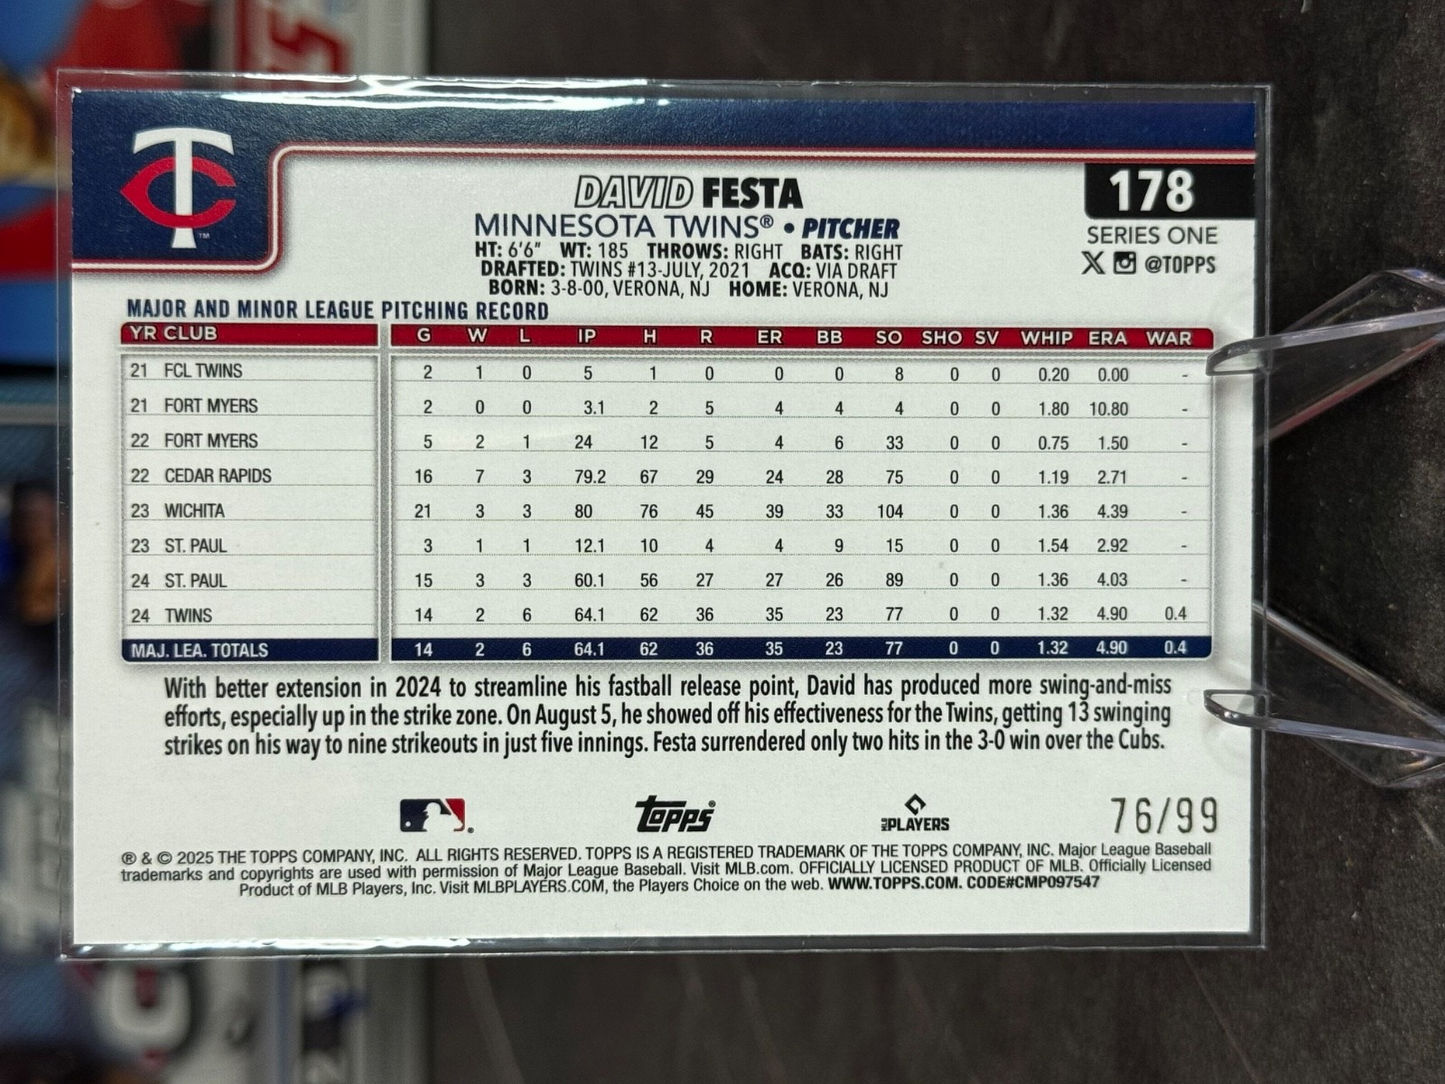 TC
™
DAVID FESTA
178
MINNESOTA TWINS® • PITCHER
SERIES ONE
HT: 6'6" WT: 185 THROWS: RIGHT BATS: RIGHT
X @TOPPS
DRAFTED: TWINS #13-JULY, 2021 ACQ: VIA DRAFT
BORN: 3-8-00, VERONA, NJ HOME: VERONA, NJ
MAJOR AND MINOR LEAGUE PITCHING RECORD
YR CLUB G W L IP H R ER BB SO SHO SV WHIP ERA WAR
21 FCL TWINS 2 1 0 5 1 0 0 0 8 0 0 0.20 0.00 -
21 FORT MYERS 2 0 0 3.1 2 5 4 4 4 0 0 1.80 10.80 -
22 FORT MYERS 5 2 1 24 12 5 4 6 33 0 0 0.75 1.50 -
22 CEDAR RAPIDS 16 7 3 79.2 67 29 24 28 75 0 0 1.19 2.71 -
23 WICHITA 21 3 3 80 76 45 39 33 104 0 0 1.36 4.39 -
23 ST. PAUL 3 1 1 12.1 10 4 4 9 15 0 0 1.54 2.92 -
24 ST. PAUL 15 3 3 60.1 56 27 27 26 89 0 0 1.36 4.03 -
24 TWINS 14 2 6 64.1 62 36 35 23 77 0 0 1.32 4.90 0.4
MAJ. LEA. TOTALS 14 2 6 64.1 62 36 35 23 77 0 0 1.32 4.90 0.4
With better extension in 2024 to streamline his fastball release point, David has produced more swing-and-miss
efforts, especially up in the strike zone. On August 5, he showed off his effectiveness for the Twins, getting 13 swinging
strikes on his way to nine strikeouts in just five innings. Festa surrendered only two hits in the 3-0 win over the Cubs.
topps® MLB PLAYERS 76/99
® & © 2025 THE TOPPS COMPANY, INC. ALL RIGHTS RESERVED. TOPPS IS A REGISTERED TRADEMARK OF THE TOPPS COMPANY, INC. Major League Baseball
trademarks and copyrights are used with permission of Major League Baseball. Visit MLB.com. OFFICIALLY LICENSED PRODUCT OF MLB. Officially Licensed
Product of MLB Players, Inc. Visit MLBPLAYERS.COM, the Players Choice on the web. WWW.TOPPS.COM. CODE#CMP097547